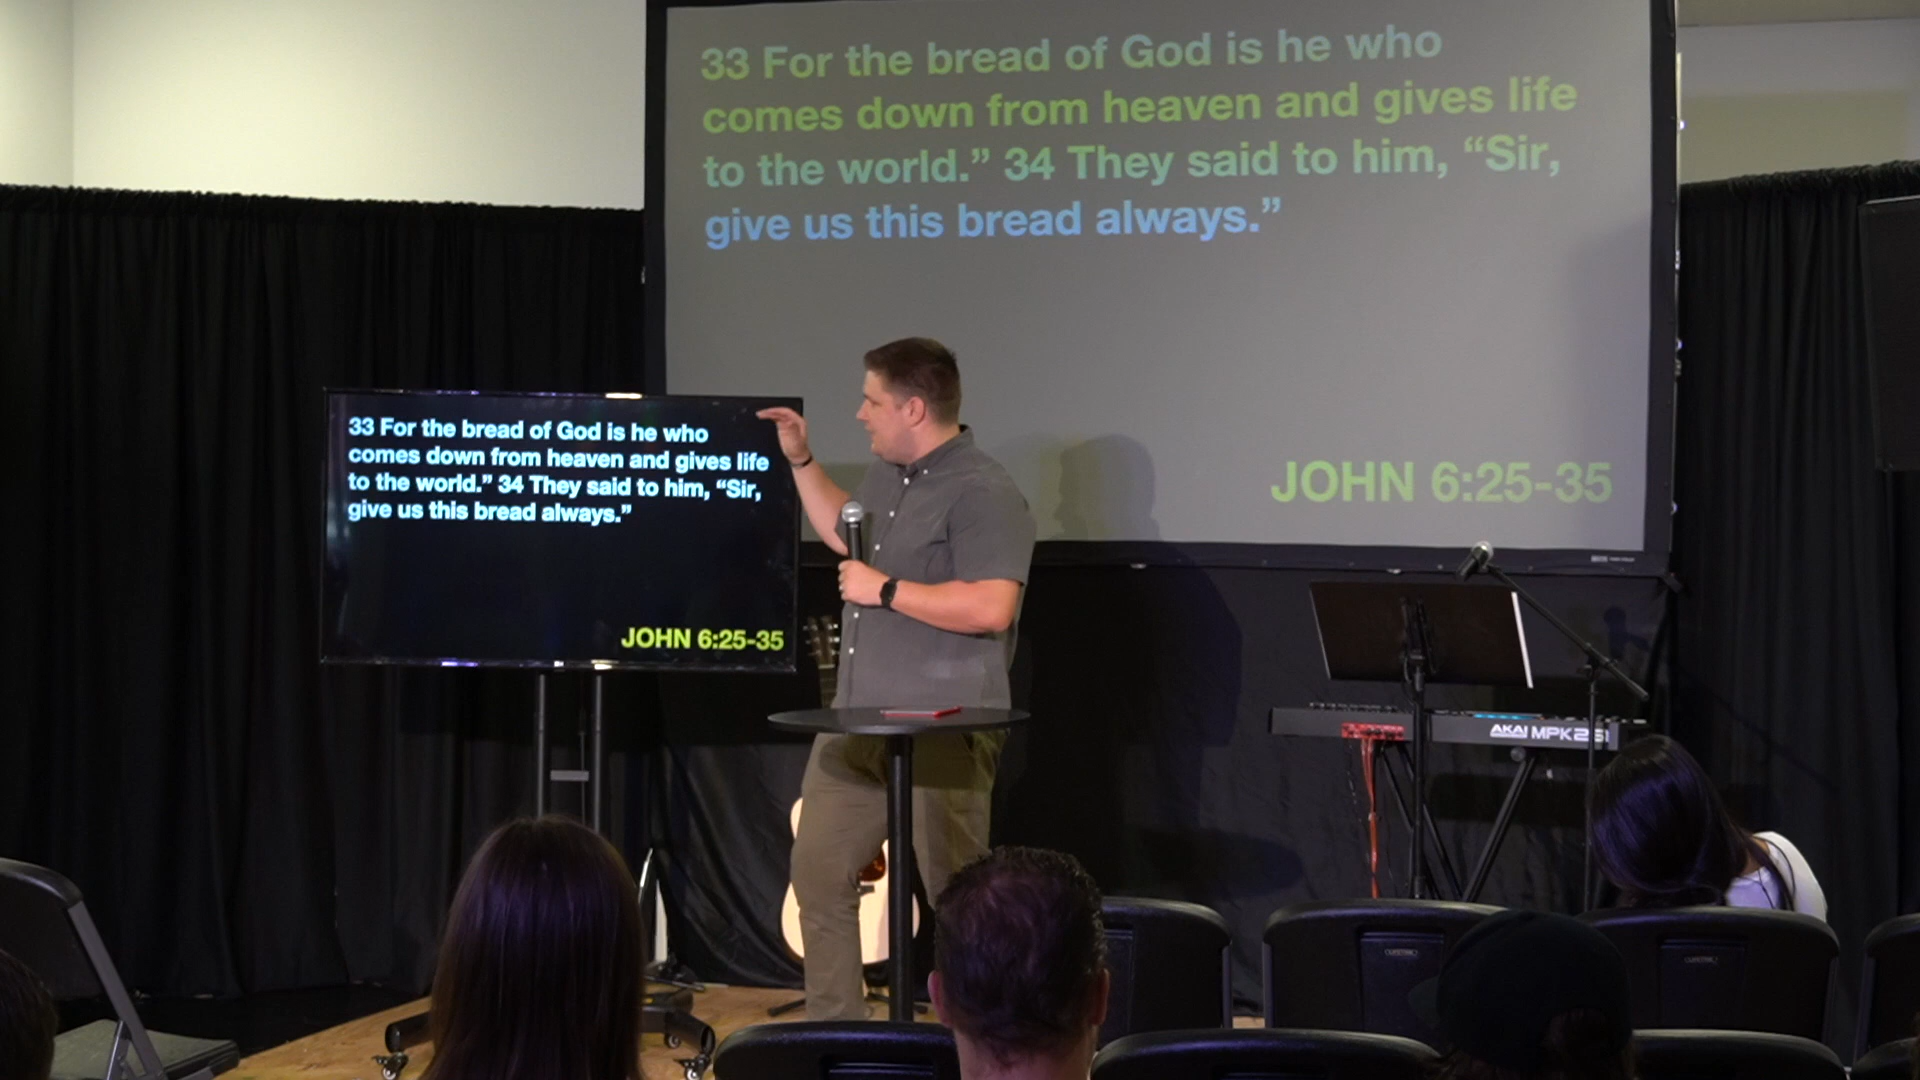 33 For the bread of God is he who
comes down from heaven and gives life
to the world.” 34 They said to him, “Sir,
give us this bread always.”
JOHN 6:25-35
33 For the bread of God is he who
comes down from heaven and gives life
to the world.” 34 They said to him, “Sir,
give us this bread always.”
JOHN 6:25-35
AKAI MPK261
LIFETIME
LIFETIME